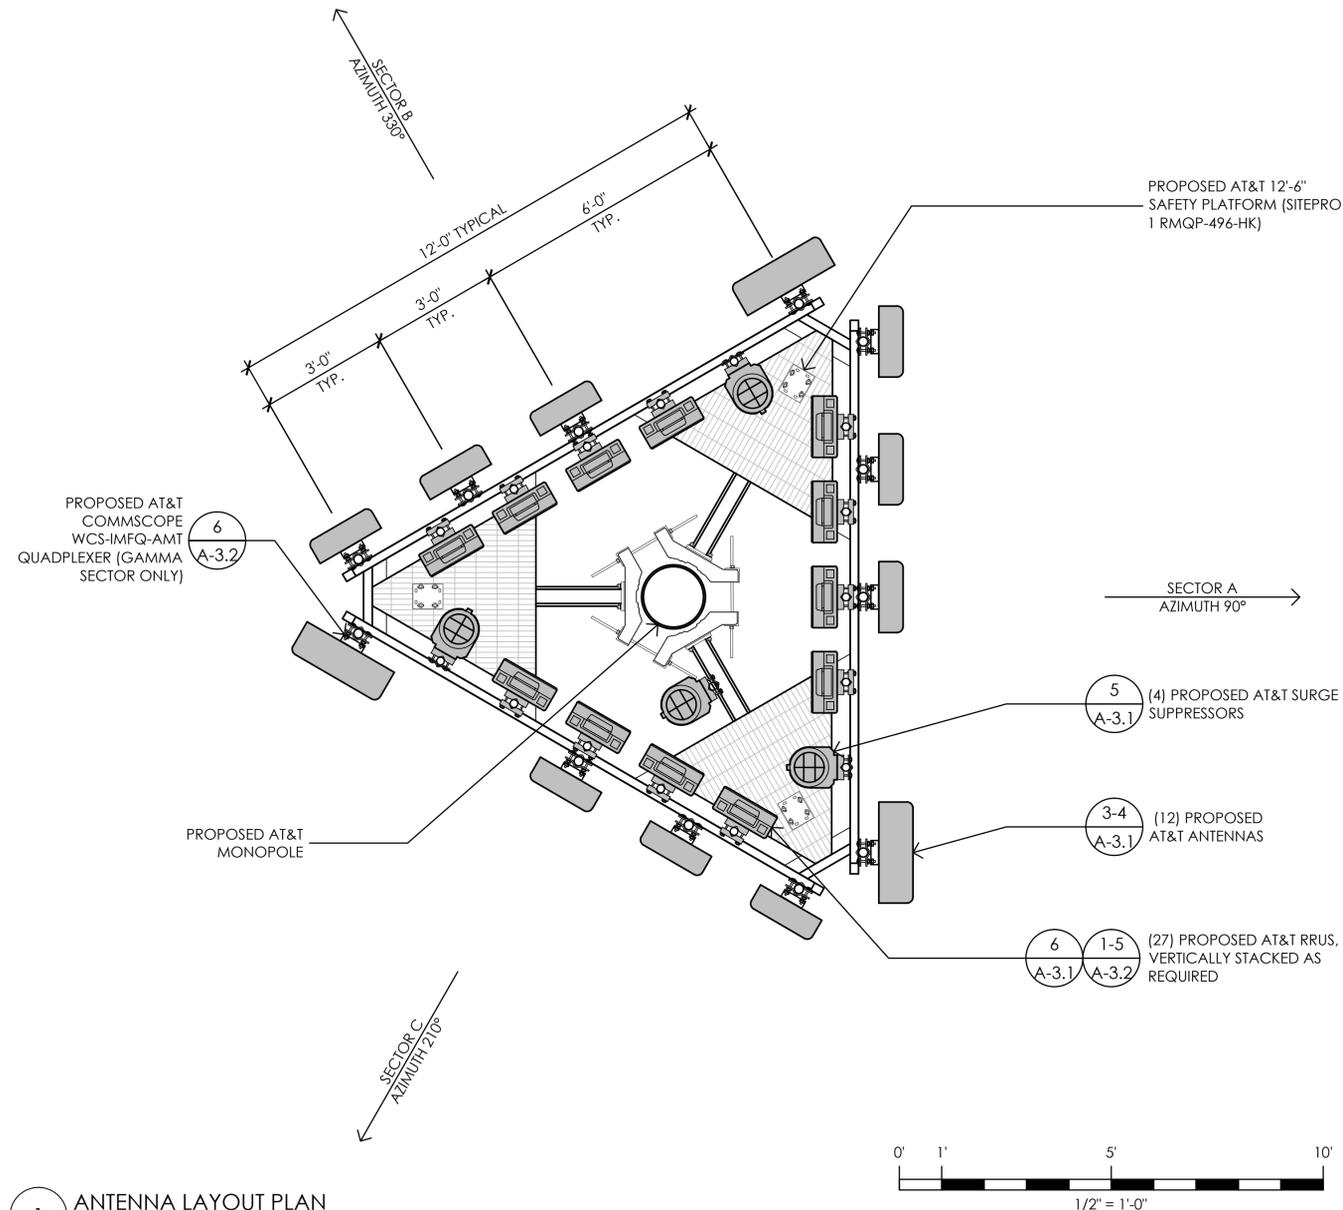 SECTOR B
AZIMUTH 330°
12'-0" TYPICAL
6'-0"
TYP.
3'-0"
TYP.
3'-0"
TYP.
PROPOSED AT&T 12'-6"
SAFETY PLATFORM (SITEPRO
1 RMQP-496-HK)
PROPOSED AT&T
COMMSCOPE
WCS-IMFQ-AMT
QUADPLEXER (GAMMA
SECTOR ONLY)
6
A-3.2
SECTOR A
AZIMUTH 90°
5
A-3.1
(4) PROPOSED AT&T SURGE
SUPPRESSORS
PROPOSED AT&T
MONOPOLE
3-4
A-3.1
(12) PROPOSED
AT&T ANTENNAS
6
A-3.1
1-5
A-3.2
(27) PROPOSED AT&T RRUS,
VERTICALLY STACKED AS
REQUIRED
SECTOR C
AZIMUTH 210°
0' 1' 5' 10'
1/2" = 1'-0"
ANTENNA LAYOUT PLAN